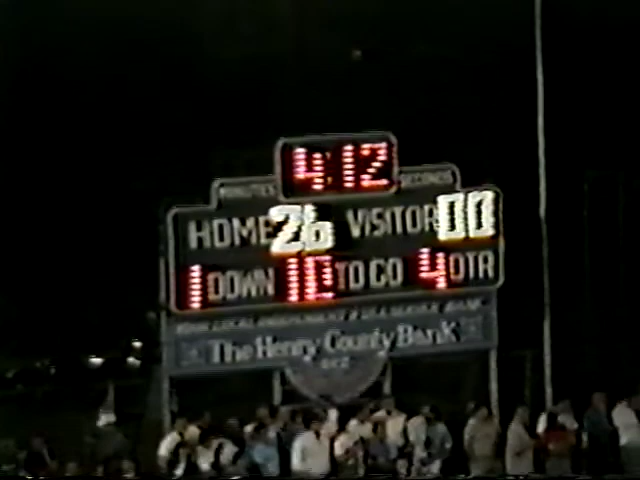 4:12
MINUTES SECONDS
HOME 26 VISITOR 00
1 DOWN 10 TO GO 4 QTR
The Henry County Bank